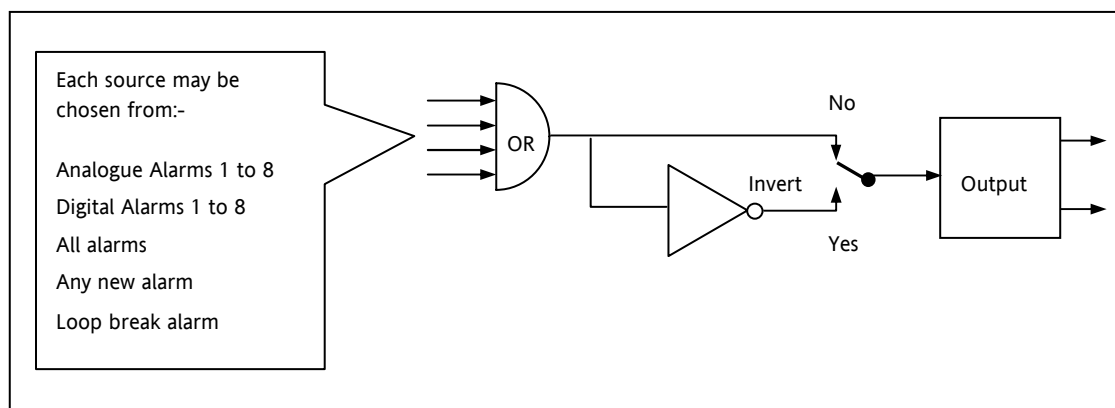 Each source may be
chosen from:-
Analogue Alarms 1 to 8
Digital Alarms 1 to 8
All alarms
Any new alarm
Loop break alarm
OR
No
Invert
Yes
Output